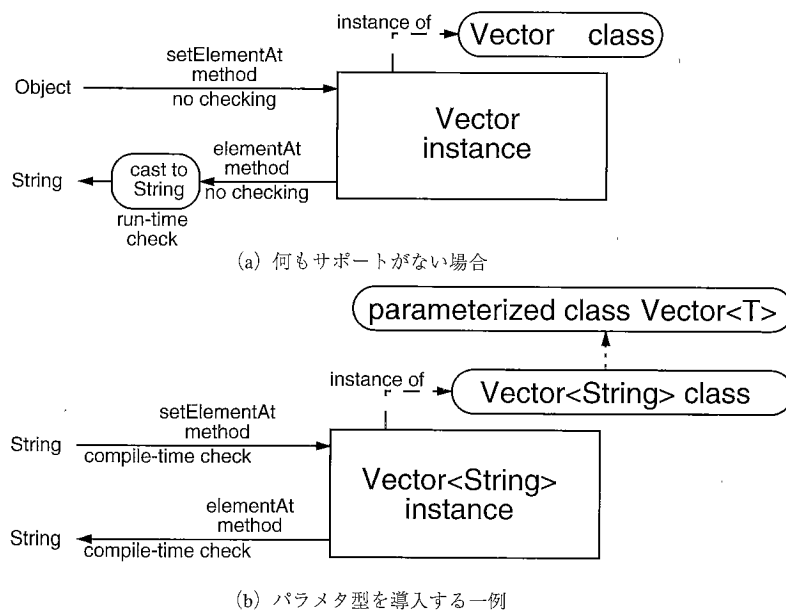 instance of
Vector class
setElementAt
method
Object
no checking
Vector
instance
elementAt
method
String
cast to
String
no checking
run-time
check
(a) 何もサポートがない場合
parameterized class Vector<T>
instance of
Vector<String> class
setElementAt
method
String
compile-time check
Vector<String>
instance
elementAt
method
String
compile-time check
(b) パラメタ型を導入する一例